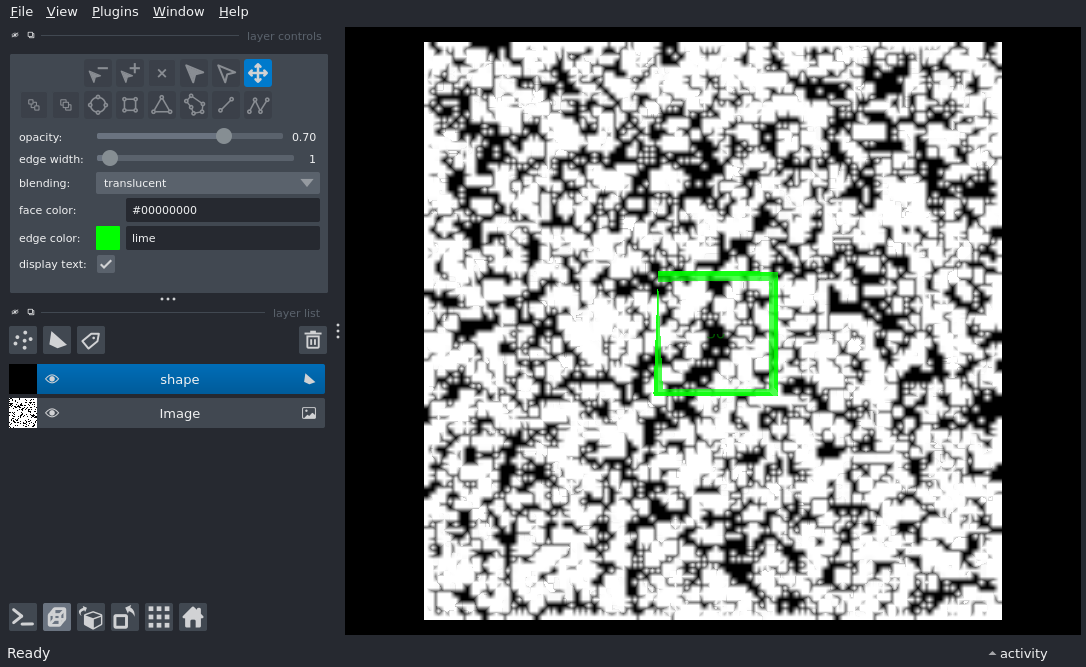 File View Plugins Window Help
layer controls
opacity: 0.70
edge width: 1
blending: translucent
face color: #00000000
edge color: lime
display text:
layer list
shape
Image
Ready
activity